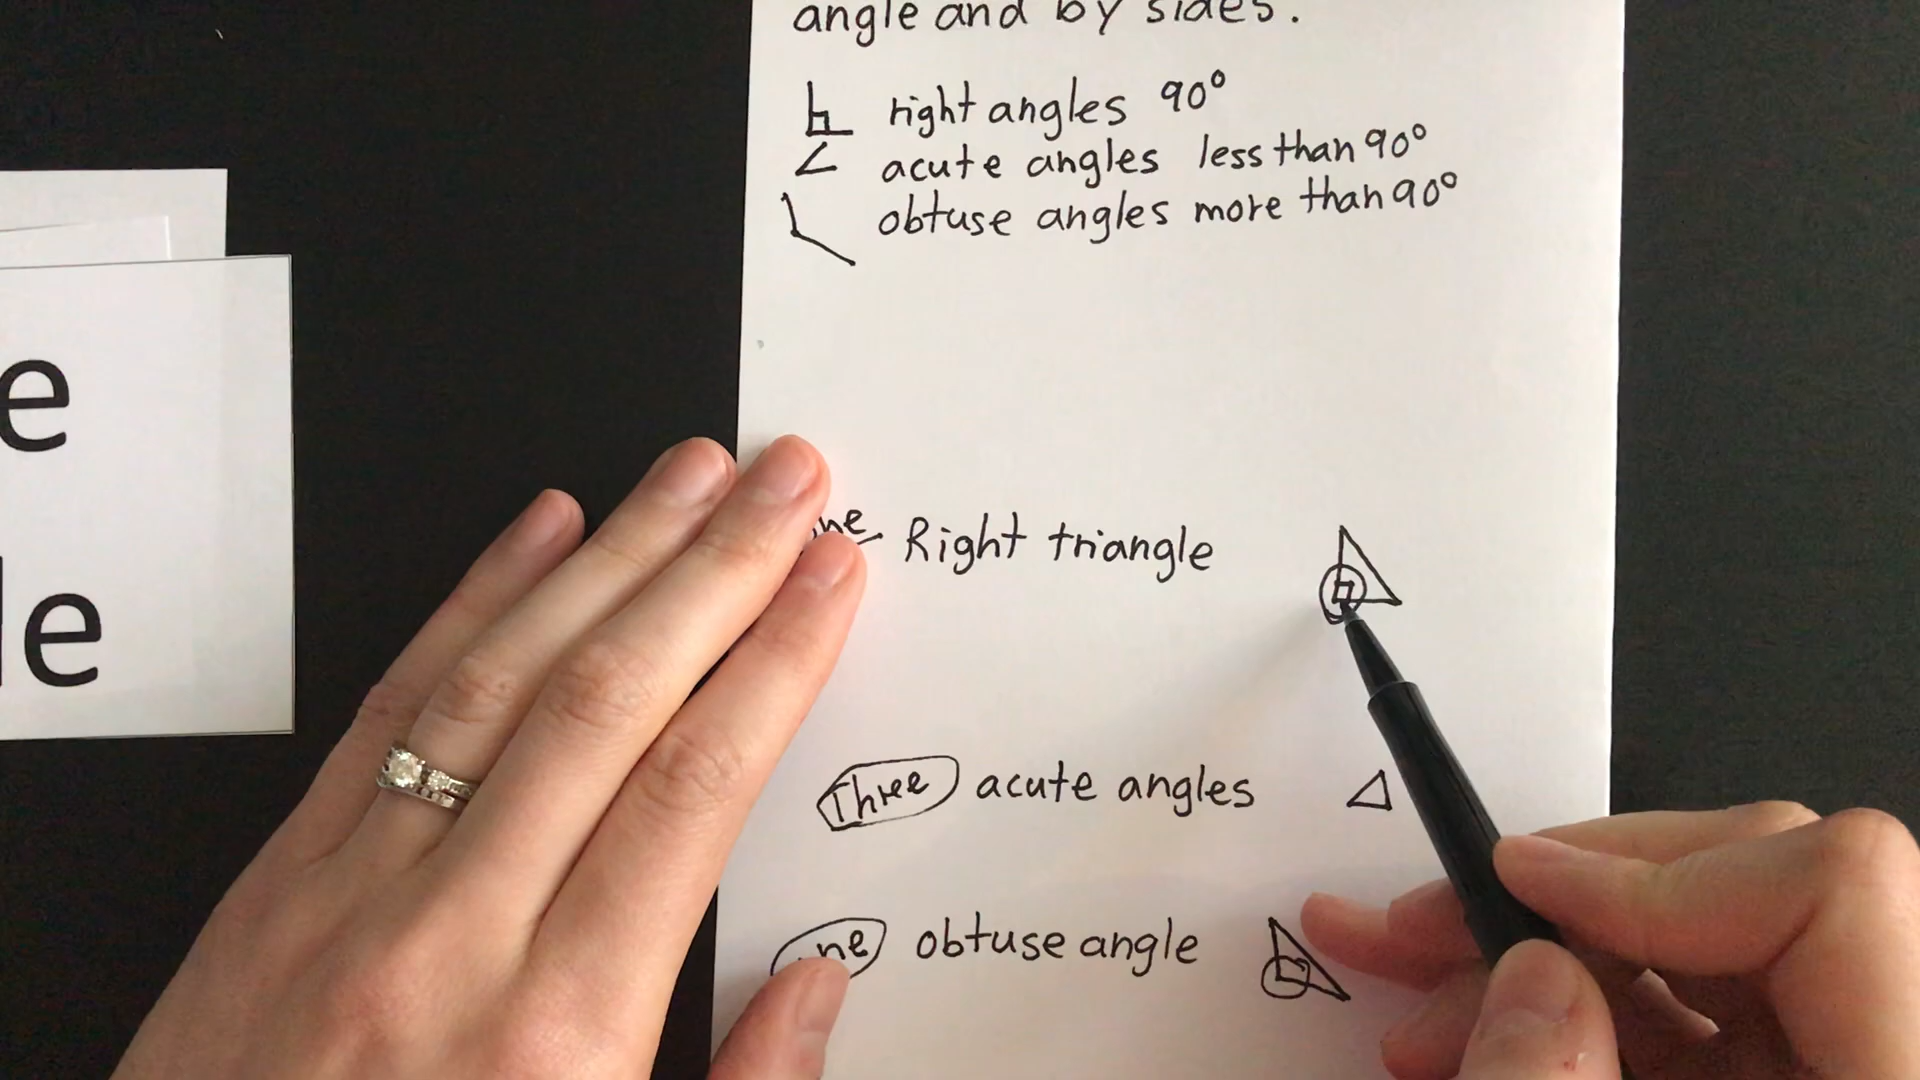 angle and by sides.
right angles 90°
acute angles less than 90°
obtuse angles more than 90°
e
le
Right triangle
Three acute angles
obtuse angle